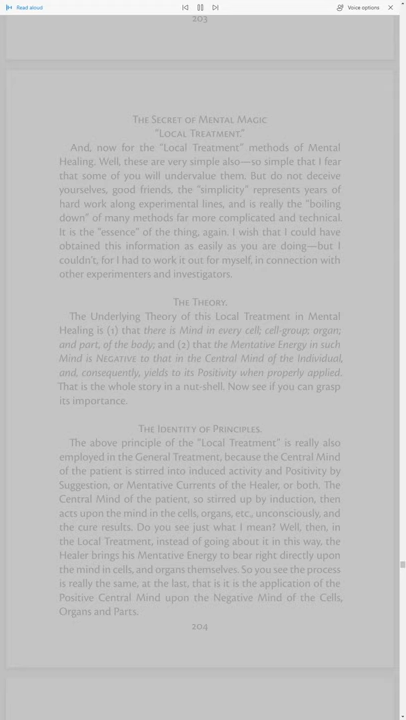 Read aloud
Voice options
203
The Secret of Mental Magic
"Local Treatment."
And, now for the "Local Treatment" methods of Mental
Healing. Well, these are very simple also—so simple that I fear
that some of you will undervalue them. But do not deceive
yourselves, good friends, the "simplicity" represents years of
hard work along experimental lines, and is really the "boiling
down" of many methods far more complicated and technical.
It is the "essence" of the thing, again. I wish that I could have
obtained this information as easily as you are doing—but I
couldn't, for I had to work it out for myself, in connection with
other experimenters and investigators.
The Theory.
The Underlying Theory of this Local Treatment in Mental
Healing is (1) that there is Mind in every cell; cell-group; organ;
and part, of the body; and (2) that the Mentative Energy in such
Mind is Negative to that in the Central Mind of the Individual,
and, consequently, yields to its Positivity when properly applied.
That is the whole story in a nut-shell. Now see if you can grasp
its importance.
The Identity of Principles.
The above principle of the "Local Treatment" is really also
employed in the General Treatment, because the Central Mind
of the patient is stirred into induced activity and Positivity by
Suggestion, or Mentative Currents of the Healer, or both. The
Central Mind of the patient, so stirred up by induction, then
acts upon the mind in the cells, organs, etc., unconsciously, and
the cure results. Do you see just what I mean? Well, then, in
the Local Treatment, instead of going about it in this way, the
Healer brings his Mentative Energy to bear right directly upon
the mind in cells, and organs themselves. So you see the process
is really the same, at the last, that is it is the application of the
Positive Central Mind upon the Negative Mind of the Cells,
Organs and Parts.
204